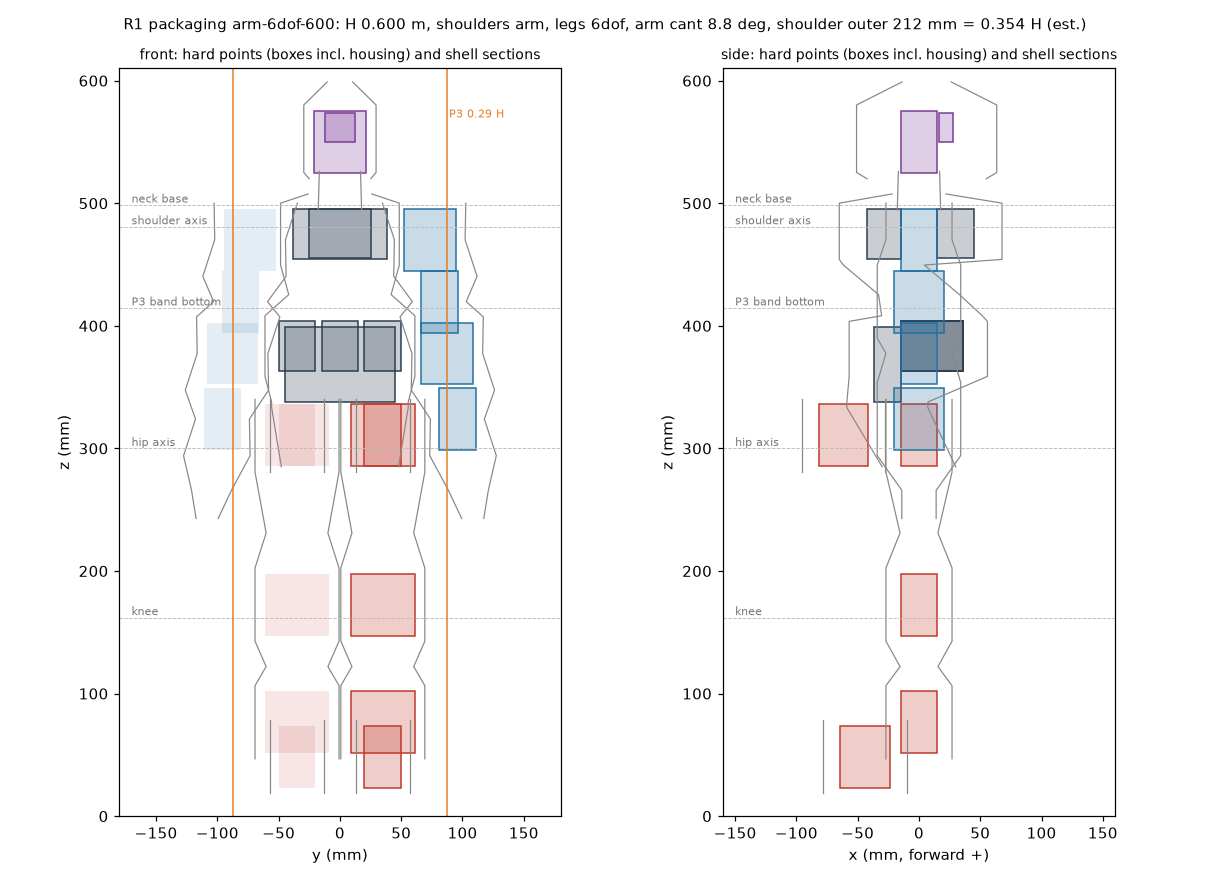 R1 packaging arm-6dof-600: H 0.600 m, shoulders arm, legs 6dof, arm cant 8.8 deg, shoulder outer 212 mm = 0.354 H (est.)
front: hard points (boxes incl. housing) and shell sections
600
500
400
300
200
100
0
z (mm)
−150 −100 −50 0 50 100 150
y (mm)
P3 0.29 H
neck base
shoulder axis
P3 band bottom
hip axis
knee
side: hard points (boxes incl. housing) and shell sections
600
500
400
300
200
100
0
z (mm)
−150 −100 −50 0 50 100 150
x (mm, forward +)
neck base
shoulder axis
P3 band bottom
hip axis
knee